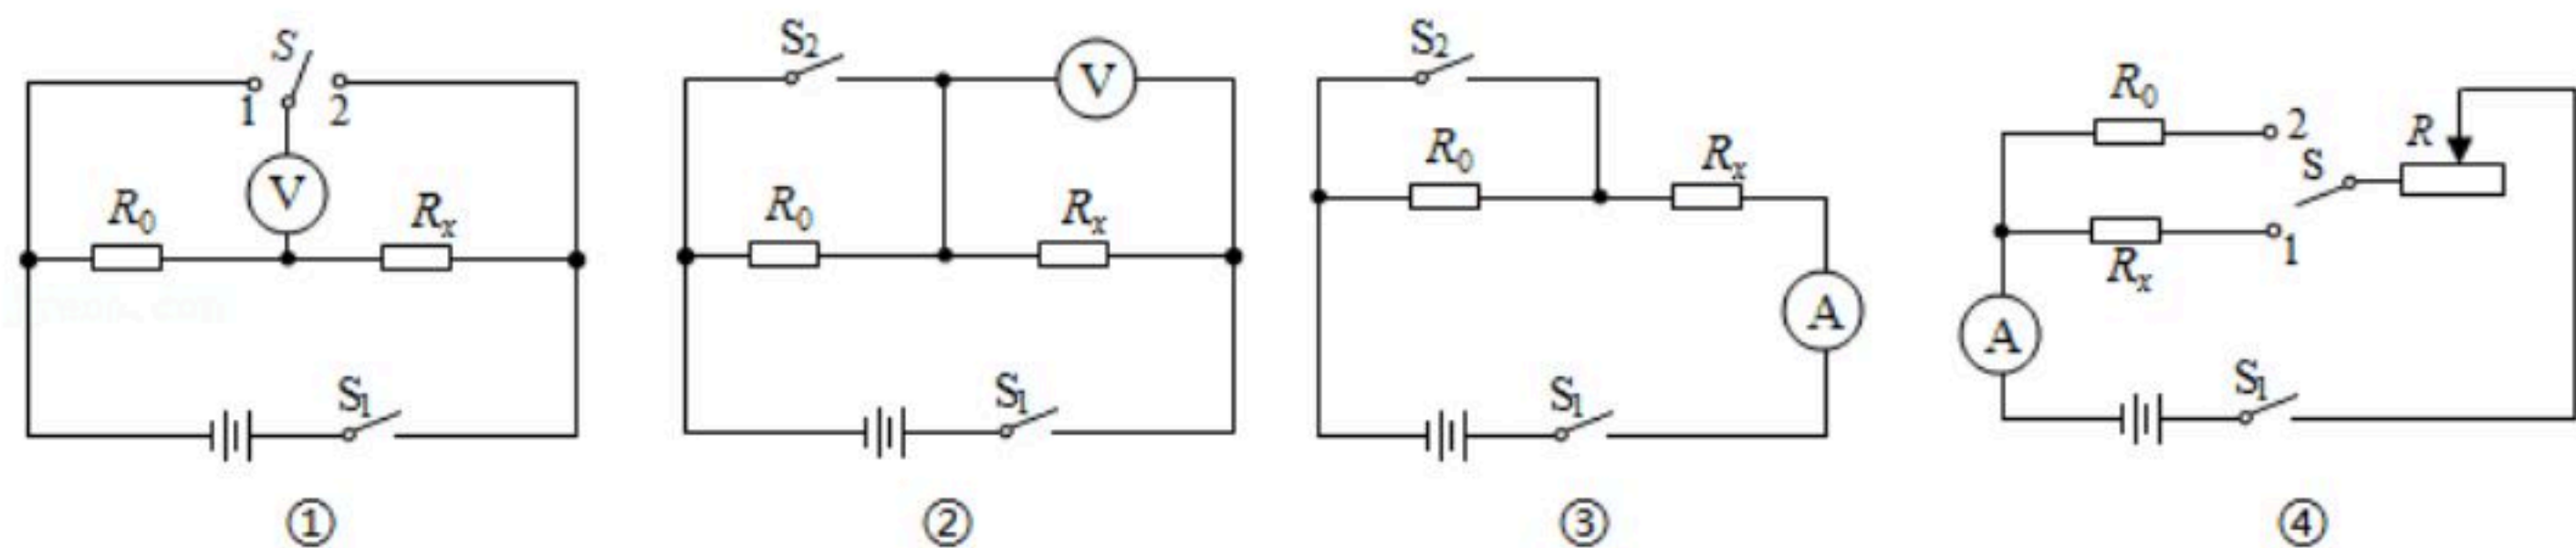 S
1 2
V
R₀ Rₓ
S₁
①
S₂
V
R₀ Rₓ
S₁
②
S₂
R₀ Rₓ
A
S₁
③
R₀ 2
R
S
Rₓ 1
A
S₁
④